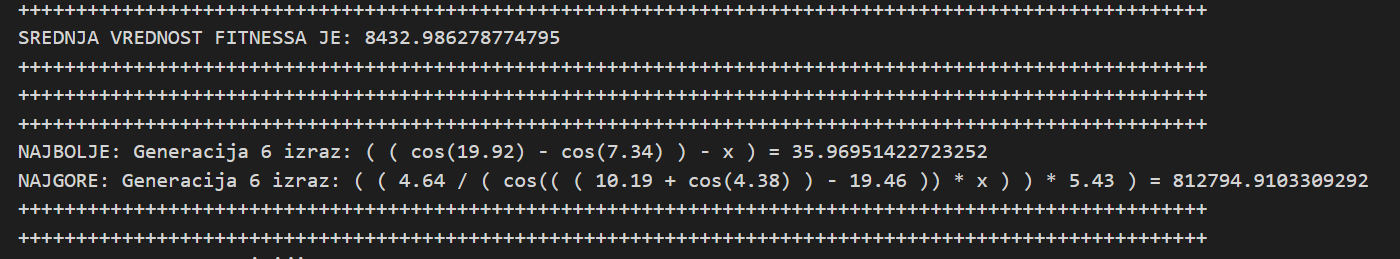 +++++++++++++++++++++++++++++++++++++++++++++++++++++++++++++++++++++++++++++++++++++++++++++++++++++++
SREDNJA VREDNOST FITNESSA JE: 8432.986278774795
+++++++++++++++++++++++++++++++++++++++++++++++++++++++++++++++++++++++++++++++++++++++++++++++++++++++
+++++++++++++++++++++++++++++++++++++++++++++++++++++++++++++++++++++++++++++++++++++++++++++++++++++++
+++++++++++++++++++++++++++++++++++++++++++++++++++++++++++++++++++++++++++++++++++++++++++++++++++++++
NAJBOLJE: Generacija 6 izraz: ( ( cos(19.92) - cos(7.34) ) - x ) = 35.96951422723252
NAJGORE: Generacija 6 izraz: ( ( 4.64 / ( cos(( ( 10.19 + cos(4.38) ) - 19.46 )) * x ) ) * 5.43 ) = 812794.9103309292
+++++++++++++++++++++++++++++++++++++++++++++++++++++++++++++++++++++++++++++++++++++++++++++++++++++++
+++++++++++++++++++++++++++++++++++++++++++++++++++++++++++++++++++++++++++++++++++++++++++++++++++++++